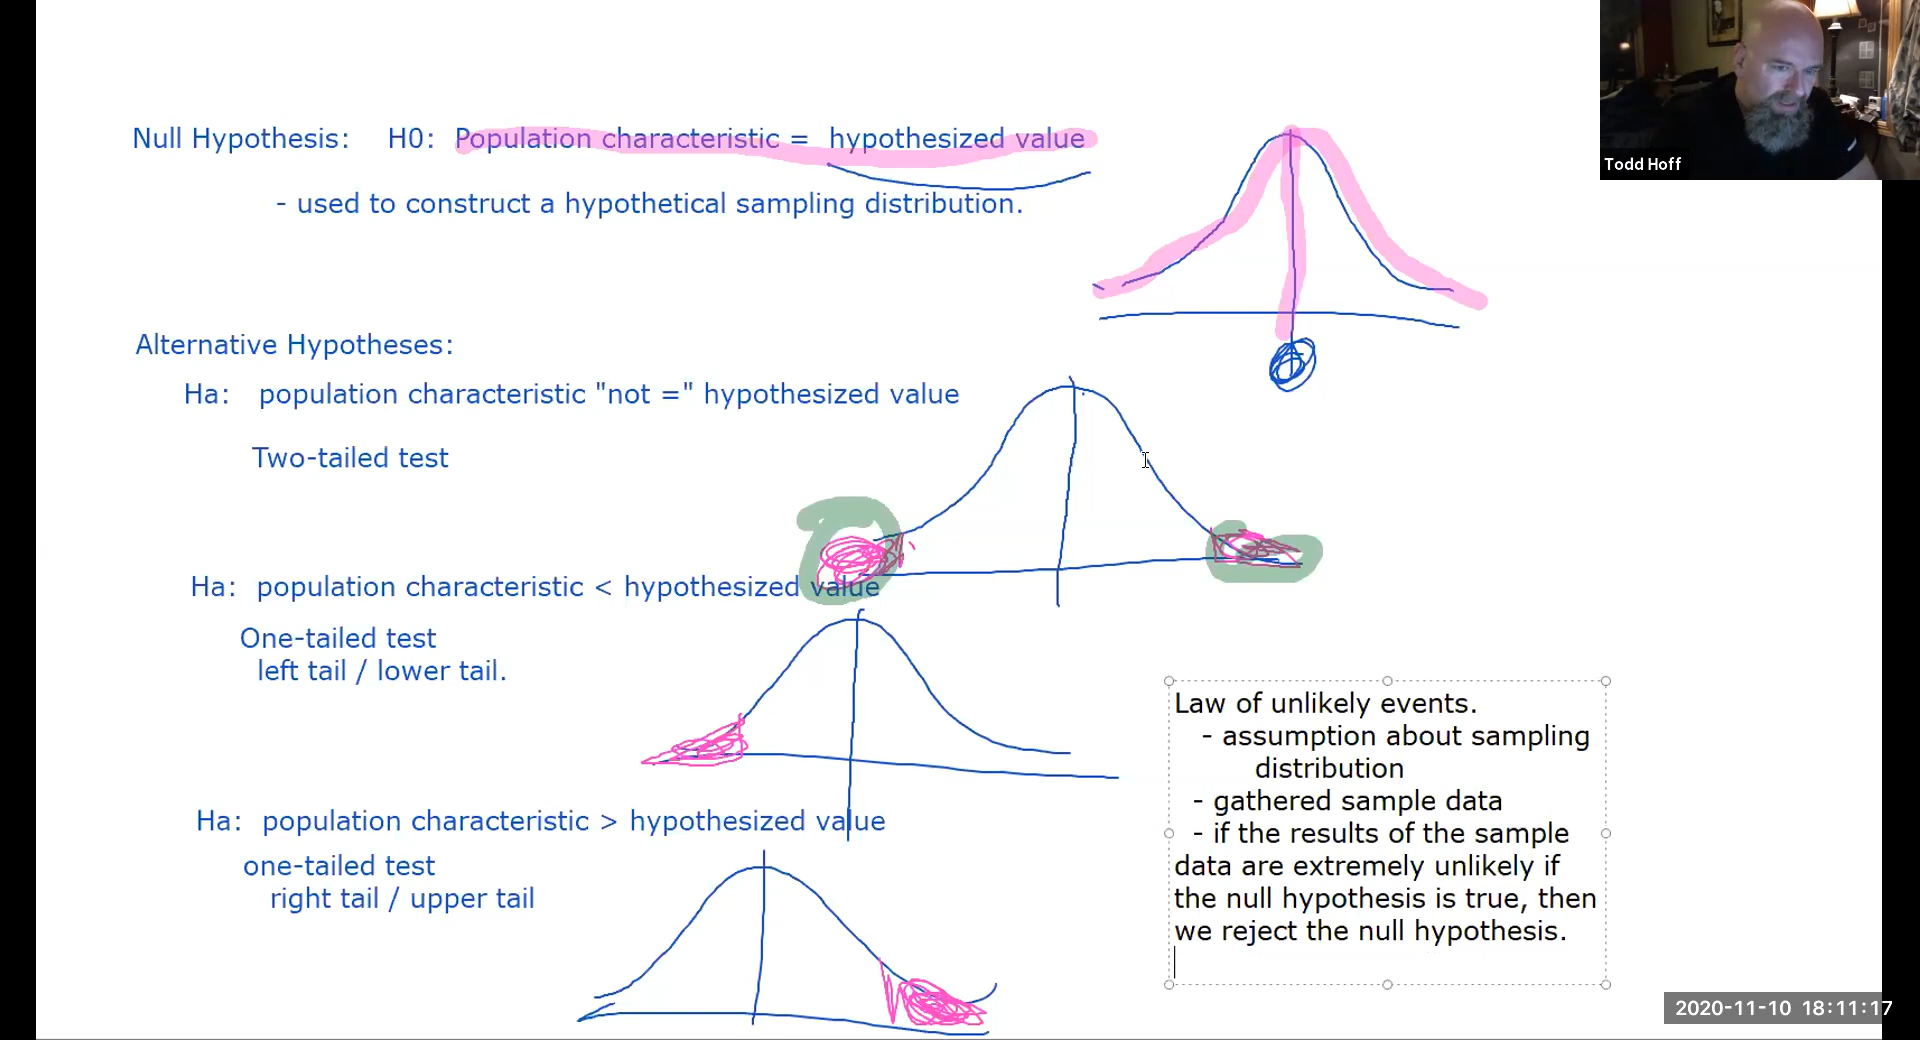 Null Hypothesis: H0: Population characteristic = hypothesized value
- used to construct a hypothetical sampling distribution.
Alternative Hypotheses:
Ha: population characteristic "not =" hypothesized value
Two-tailed test
Ha: population characteristic < hypothesized value
One-tailed test
left tail / lower tail.
Ha: population characteristic > hypothesized value
one-tailed test
right tail / upper tail
Law of unlikely events.
- assumption about sampling
distribution
- gathered sample data
- if the results of the sample
data are extremely unlikely if
the null hypothesis is true, then
we reject the null hypothesis.
Todd Hoff
2020-11-10 18:11:17